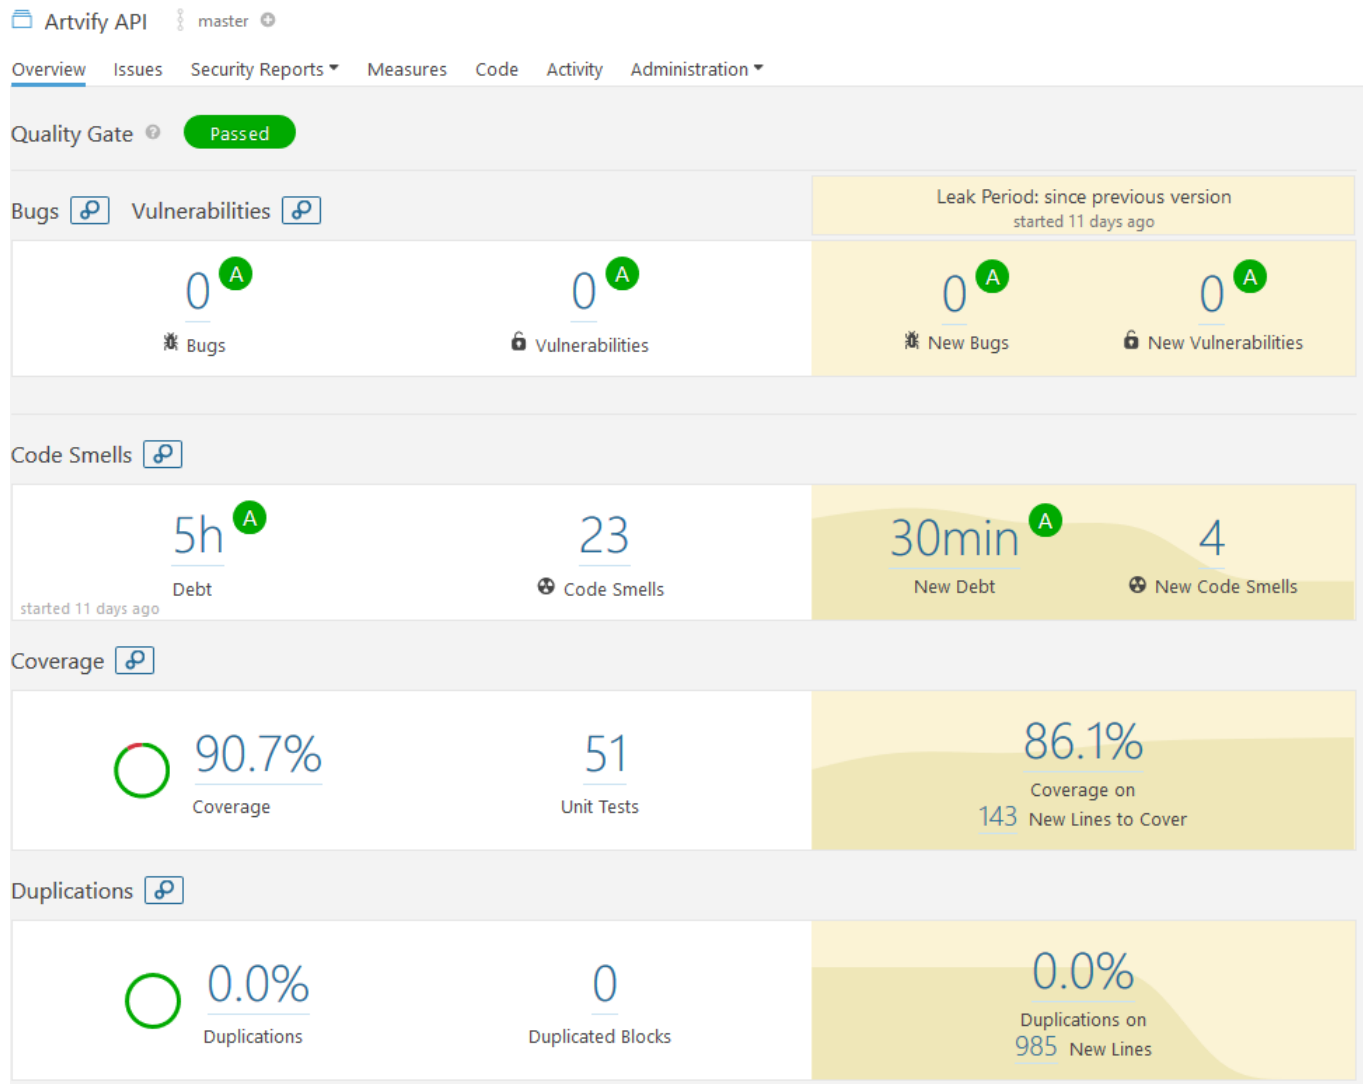 Artvify API master
Overview Issues Security Reports Measures Code Activity Administration
Quality Gate ? Passed
Bugs Vulnerabilities
Leak Period: since previous version
started 11 days ago
0 A
Bugs
0 A
Vulnerabilities
0 A
New Bugs
0 A
New Vulnerabilities
Code Smells
5h A
Debt
started 11 days ago
23
Code Smells
30min A
New Debt
4
New Code Smells
Coverage
90.7%
Coverage
51
Unit Tests
86.1%
Coverage on
143 New Lines to Cover
Duplications
0.0%
Duplications
0
Duplicated Blocks
0.0%
Duplications on
985 New Lines